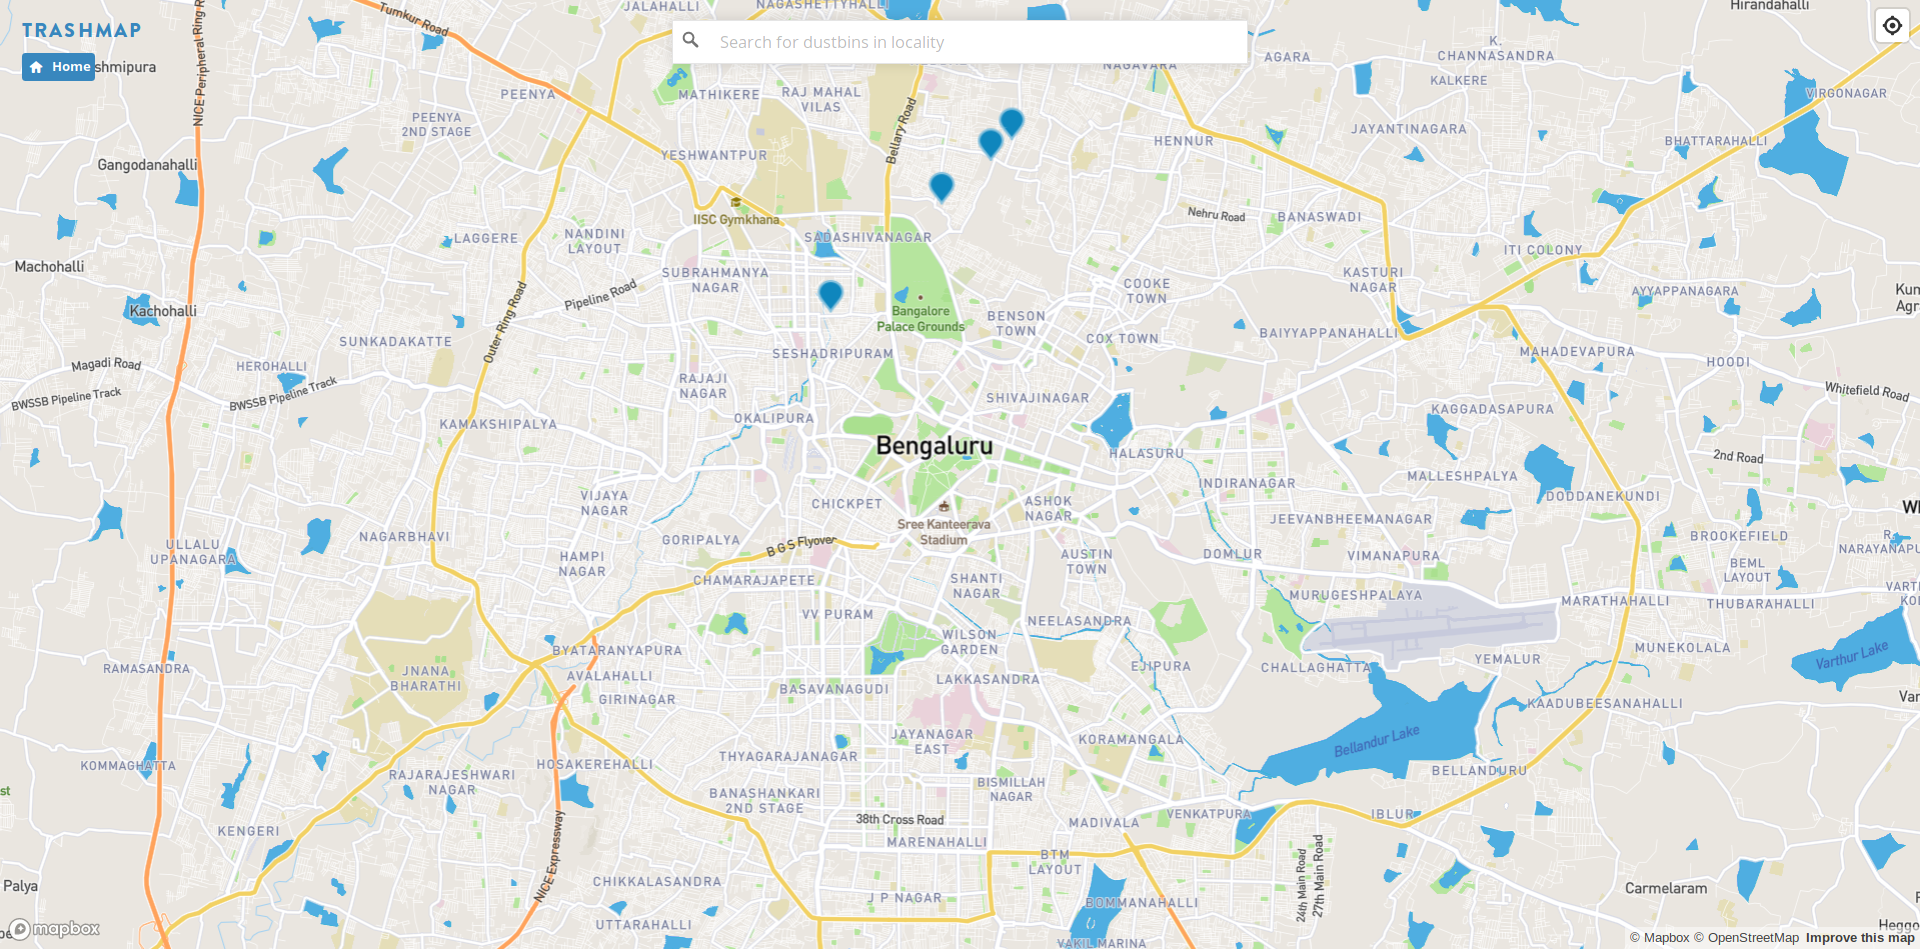 TRASHMAP
Home
shmipura
Search for dustbins in locality
Tumkur Road
JALAHALLI
NAGASHETTYHALLI
Hirandahalli
NAGAVARA
AGARA
K.
CHANNASANDRA
KALKERE
VIRGONAGAR
NICE Peripheral Ring R
PEENYA
MATHIKERE
RAJ MAHAL
VILAS
PEENYA
2ND STAGE
Bellary Road
JAYANTINAGARA
HENNUR
BHATTARAHALLI
YESHWANTPUR
Gangodanahalli
IISC Gymkhana
Nehru Road
BANASWADI
NANDINI
LAYOUT
LAGGERE
SADASHIVANAGAR
ITI COLONY
Machohalli
SUBRAHMANYA
NAGAR
KASTURI
NAGAR
COOKE
TOWN
Pipeline Road
AYYAPPANAGARA
Kum
Agr
Kachohalli
Bangalore
Palace Grounds
BENSON
TOWN
Outer Ring Road
COX TOWN
BAIYYAPPANAHALLI
SUNKADAKATTE
SESHADRIPURAM
MAHADEVAPURA
HOODI
Magadi Road
HEROHALLI
BWSSB Pipeline Track
BWSSB Pipeline Track
RAJAJI
NAGAR
SHIVAJINAGAR
Whitefield Road
KAGGADASAPURA
KAMAKSHIPALYA
OKALIPURA
Bengaluru
HALASURU
2nd Road
MALLESHPALYA
INDIRANAGAR
DODDANEKUNDI
VIJAYA
NAGAR
CHICKPET
ASHOK
NAGAR
Wh
Sree Kanteerava
Stadium
JEEVANBHEEMANAGAR
NAGARBHAVI
GORIPALYA
B G S Flyover
BROOKEFIELD
R.
NARAYANAPU
ULLALU
UPANAGARA
HAMPI
NAGAR
AUSTIN
TOWN
DOMLUR
VIMANAPURA
BEML
LAYOUT
CHAMARAJAPETE
SHANTI
NAGAR
VART
KO
MURUGESHPALAYA
MARATHAHALLI
THUBARAHALLI
VV PURAM
NEELASANDRA
WILSON
GARDEN
BYATARANYAPURA
MUNEKOLALA
Varthur Lake
RAMASANDRA
JNANA
BHARATHI
AVALAHALLI
EJIPURA
CHALLAGHATTA
YEMALUR
LAKKASANDRA
BASAVANAGUDI
GIRINAGAR
Var
KAADUBEESANAHALLI
JAYANAGAR
EAST
KORAMANGALA
Bellandur Lake
KOMMAGHATTA
THYAGARAJANAGAR
HOSAKEREHALLI
BELLANDURU
RAJARAJESHWARI
NAGAR
BISMILLAH
NAGAR
st
BANASHANKARI
2ND STAGE
38th Cross Road
MADIVALA
VENKATPURA
IBLUR
KENGERI
NICE Expressway
MARENAHALLI
BTM
LAYOUT
24th Main Road
27th Main Road
Palya
CHIKKALASANDRA
J P NAGAR
BOMMANAHALLI
Carmelaram
UTTARAHALLI
Heggo
VAKIL MARINA
mapbox
© Mapbox © OpenStreetMap Improve this map